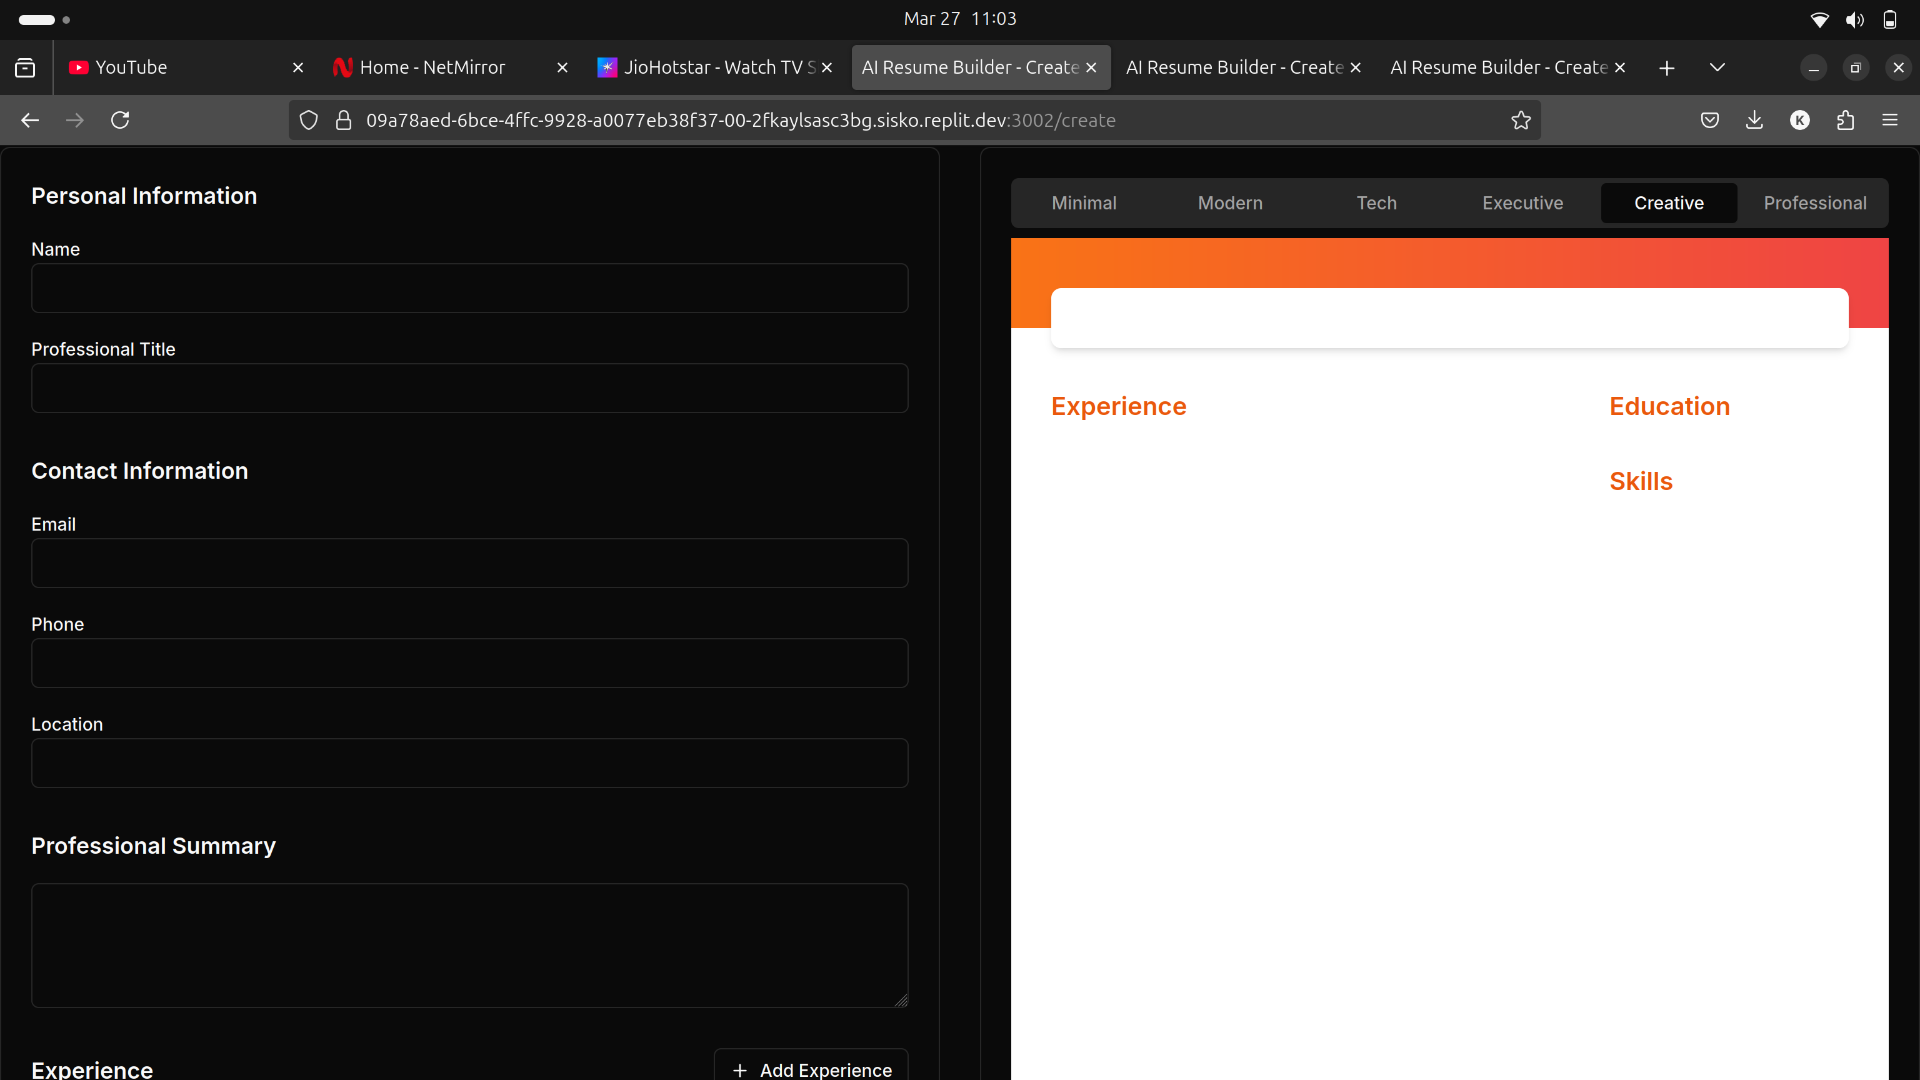 Mar 27 11:03
YouTube
Home - NetMirror
JioHotstar - Watch TV S
AI Resume Builder - Create
AI Resume Builder - Create
AI Resume Builder - Create
09a78aed-6bce-4ffc-9928-a0077eb38f37-00-2fkaylsasc3bg.sisko.replit.dev:3002/create
K
Personal Information
Name
Professional Title
Contact Information
Email
Phone
Location
Professional Summary
Experience
Add Experience
Minimal
Modern
Tech
Executive
Creative
Professional
Experience
Education
Skills